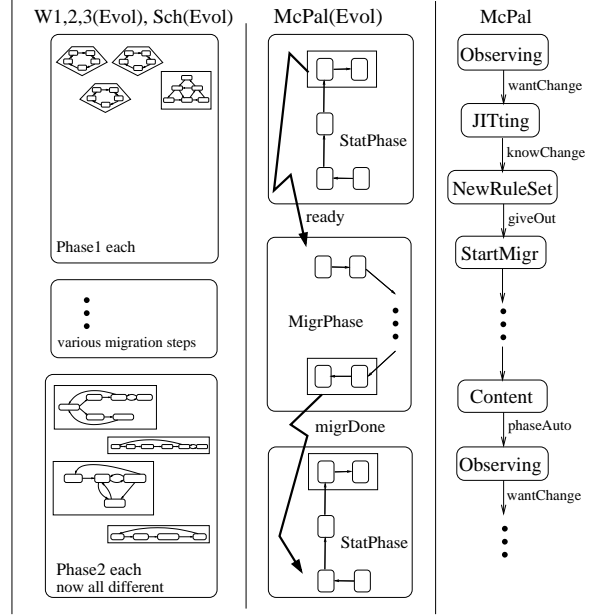 W1,2,3(Evol), Sch(Evol)
Phase1 each
various migration steps
Phase2 each
now all different
McPal(Evol)
StatPhase
ready
MigrPhase
migrDone
StatPhase
McPal
Observing
wantChange
JITting
knowChange
NewRuleSet
giveOut
StartMigr
Content
phaseAuto
Observing
wantChange